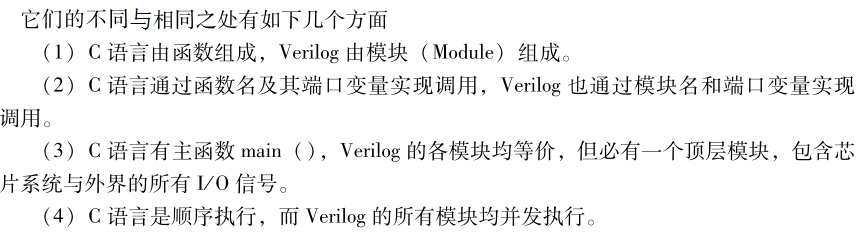 它们的不同与相同之处有如下几个方面
（1） C 语言由函数组成，Verilog 由模块（Module）组成。
（2） C 语言通过函数名及其端口变量实现调用，Verilog 也通过模块名和端口变量实现
调用。
（3） C 语言有主函数 main（），Verilog 的各模块均等价，但必有一个顶层模块，包含芯
片系统与外界的所有 I/O 信号。
（4） C 语言是顺序执行，而 Verilog 的所有模块均并发执行。